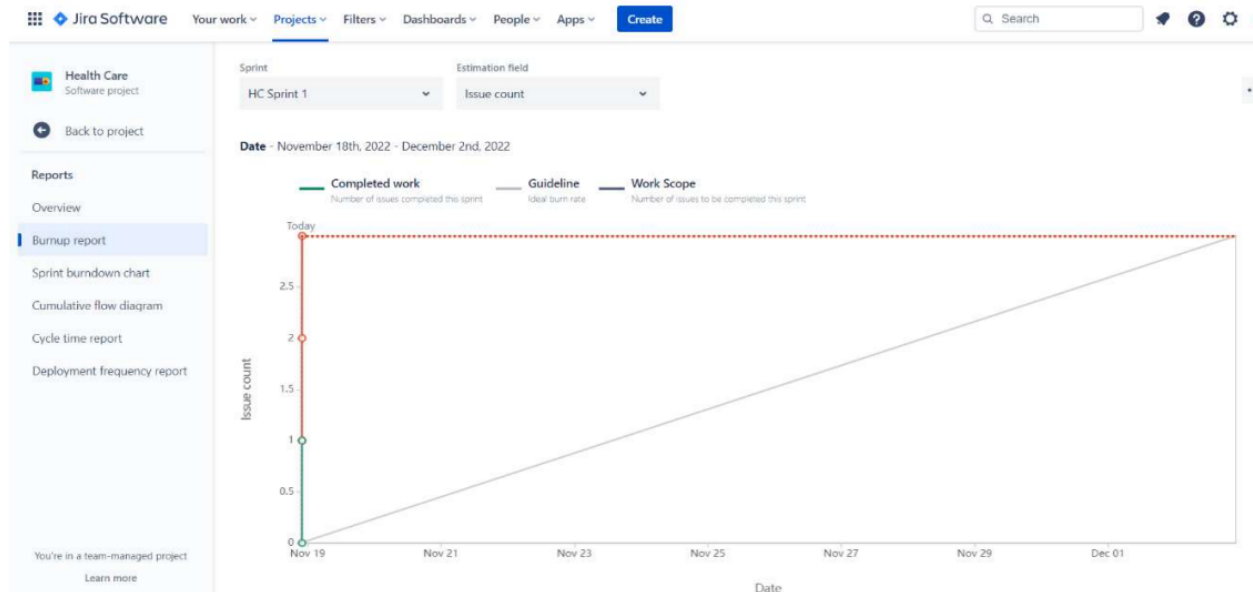 Jira Software Your work Projects Filters Dashboards People Apps Create Search
Health Care
Software project
Back to project
Reports
Overview
Burnup report
Sprint burndown chart
Cumulative flow diagram
Cycle time report
Deployment frequency report
You're in a team-managed project
Learn more
Sprint Estimation field
HC Sprint 1 Issue count
Date - November 18th, 2022 - December 2nd, 2022
Completed work Guideline Work Scope
Number of issues completed this sprint Ideal burn rate Number of issues to be completed this sprint
Today
2.5
2
1.5
1
0.5
0
Issue count
Nov 19 Nov 21 Nov 23 Nov 25 Nov 27 Nov 29 Dec 01
Date